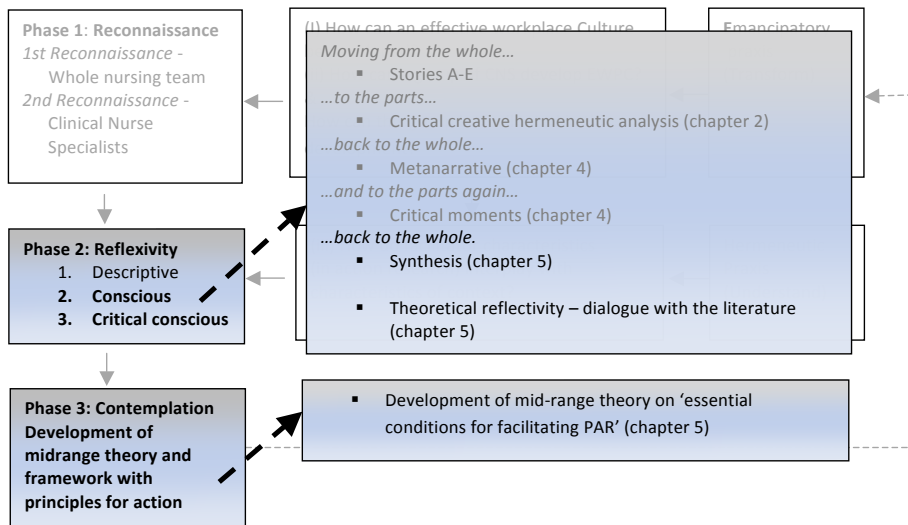 Phase 1: Reconnaissance
1st Reconnaissance -
Whole nursing team
2nd Reconnaissance -
Clinical Nurse
Specialists
(I) How can an effective workplace Culture
Emancipatory
Moving from the whole…
▪ Stories A-E
…to the parts…
▪ Critical creative hermeneutic analysis (chapter 2)
…back to the whole…
▪ Metanarrative (chapter 4)
…and to the parts again…
▪ Critical moments (chapter 4)
…back to the whole.
▪ Synthesis (chapter 5)
▪ Theoretical reflectivity – dialogue with the literature
(chapter 5)
Phase 2: Reflexivity
1. Descriptive
2. Conscious
3. Critical conscious
Phase 3: Contemplation
Development of
midrange theory and
framework with
principles for action
▪ Development of mid-range theory on ‘essential
conditions for facilitating PAR’ (chapter 5)